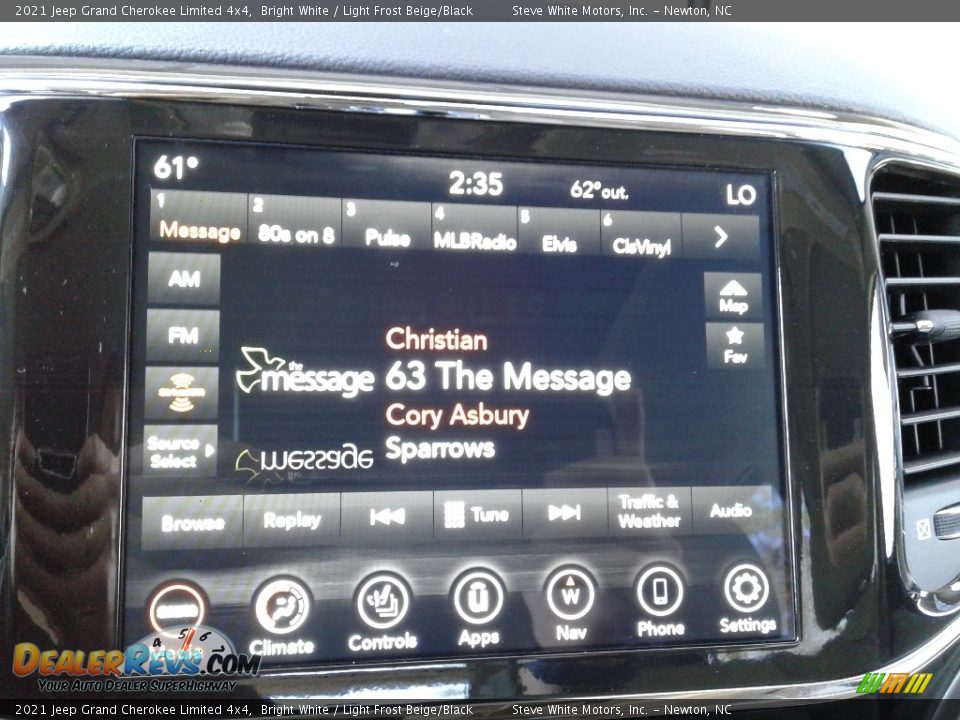 2021 Jeep Grand Cherokee Limited 4x4, Bright White / Light Frost Beige/Black Steve White Motors, Inc. - Newton, NC
61° 2:35 62° out. LO
1 Message 2 80s on 8 3 Pulse 4 MLBRadio 5 Elvis 6 ClsVinyl
AM
Map
FM
Fav
Christian
the message 63 The Message
Cory Asbury
Source Select
message Sparrows
Browse Replay Tune Traffic & Weather Audio
W
Media Climate Controls Apps Nav Phone Settings
4 5 6
DealerRevs.com
Your Auto Dealer SuperHighway
2021 Jeep Grand Cherokee Limited 4x4, Bright White / Light Frost Beige/Black Steve White Motors, Inc. - Newton, NC